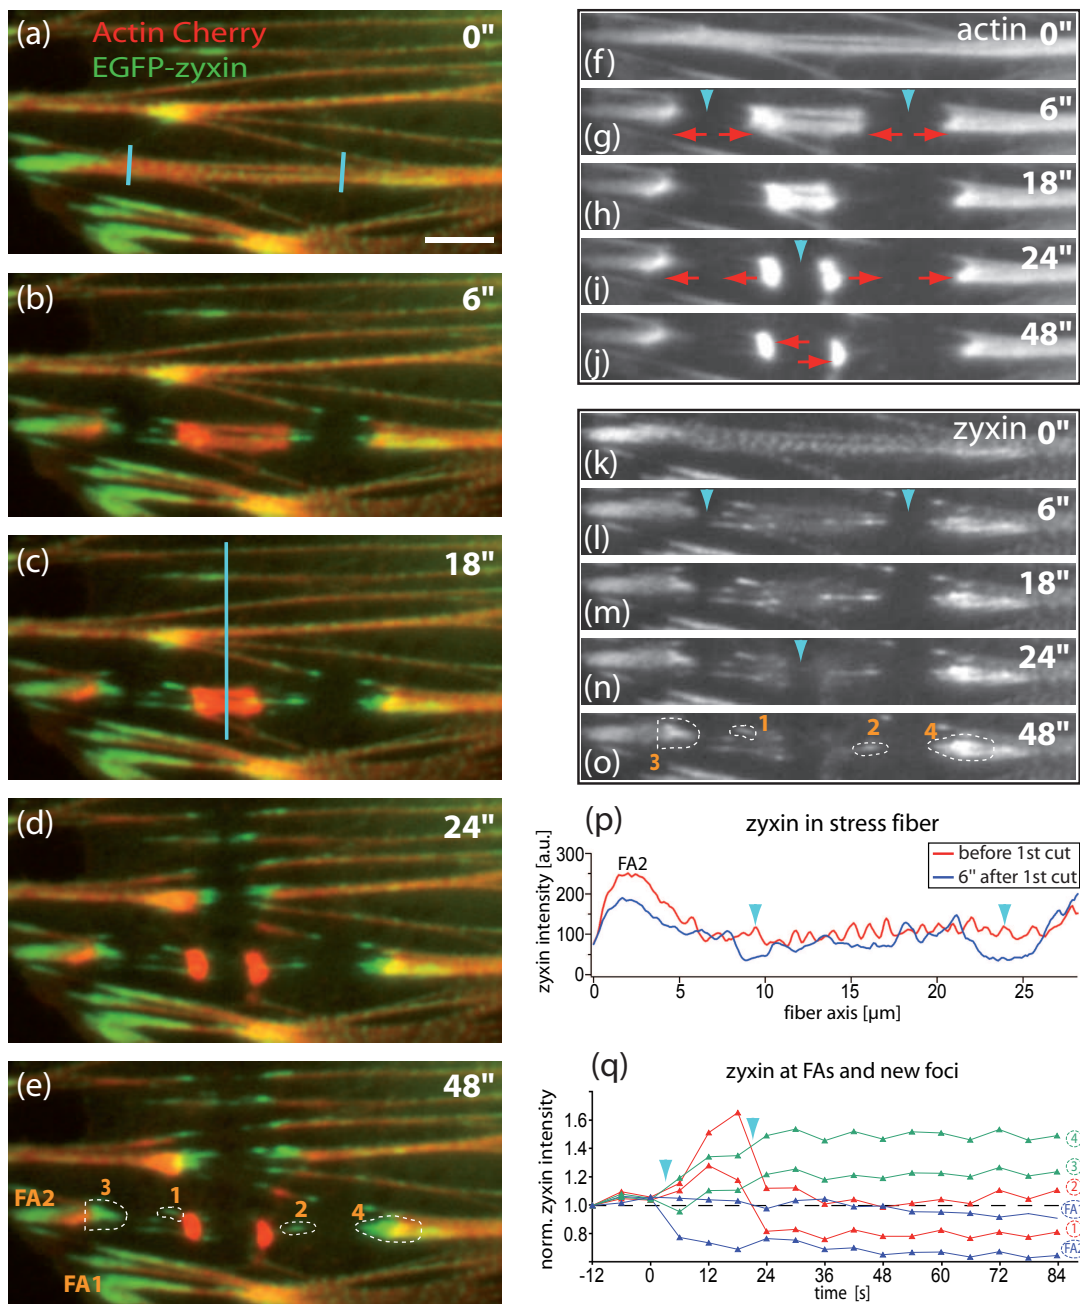 (a)
Actin Cherry
EGFP-zyxin
0"
(b)
6"
(c)
18"
(d)
24"
(e)
48"
FA2
3
1
2
4
FA1
actin 0"
(f)
6"
(g)
18"
(h)
24"
(i)
48"
(j)
zyxin 0"
(k)
6"
(l)
18"
(m)
24"
(n)
48"
(o)
3
1
2
4
(p)
zyxin in stress fiber
zyxin intensity [a.u.]
300
200
100
0
FA2
before 1st cut
6" after 1st cut
0
5
10
15
20
25
fiber axis [µm]
(q)
zyxin at FAs and new foci
norm. zyxin intensity
1.6
1.4
1.2
1.0
0.8
4
3
2
FA1
1
FA2
-12
0
12
24
36
48
60
72
84
time [s]